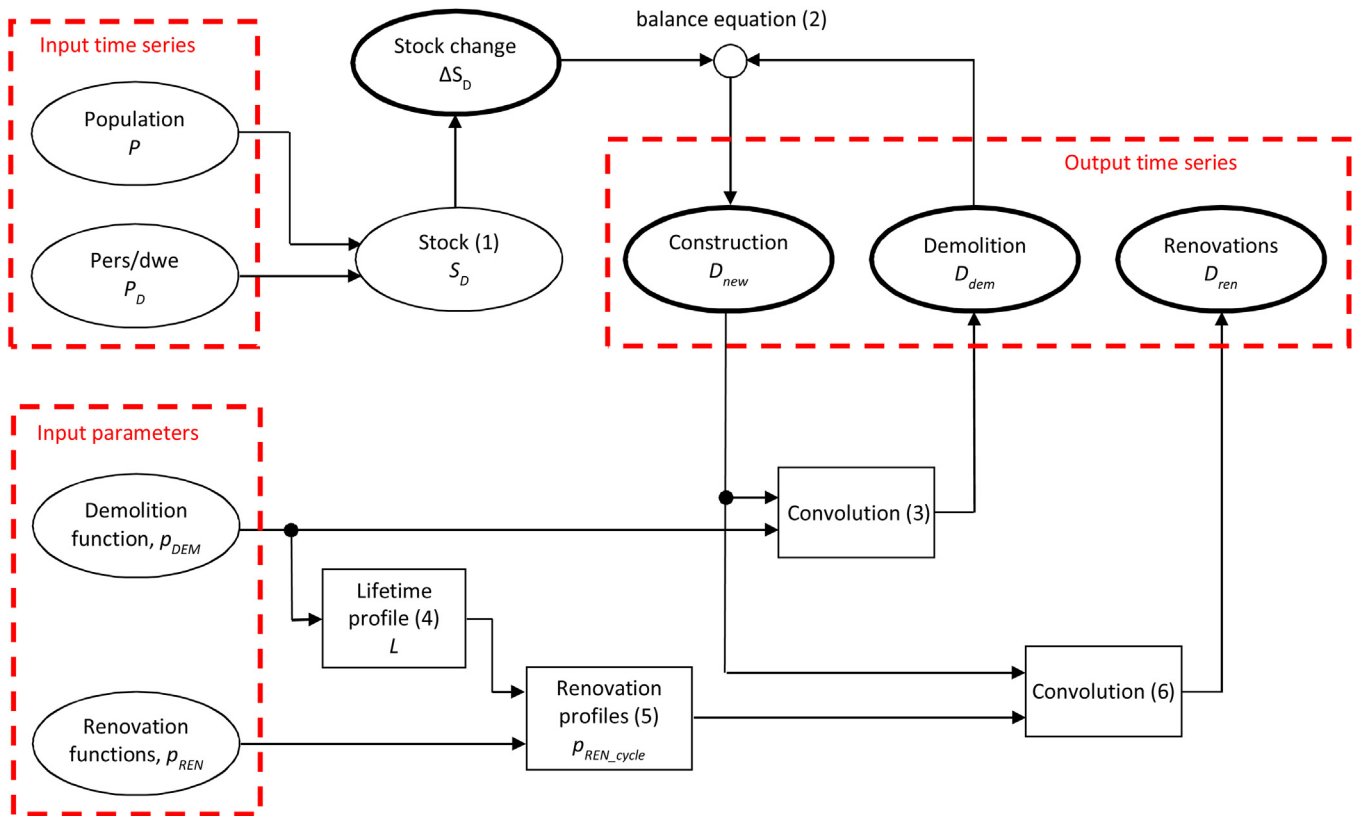 Input time series
Population
P
Pers/dwe
P_D
Stock change
ΔS_D
balance equation (2)
Stock (1)
S_D
Output time series
Construction
D_new
Demolition
D_dem
Renovations
D_ren
Input parameters
Demolition
function, p_DEM
Convolution (3)
Lifetime
profile (4)
L
Renovation
functions, p_REN
Renovation
profiles (5)
p_REN_cycle
Convolution (6)